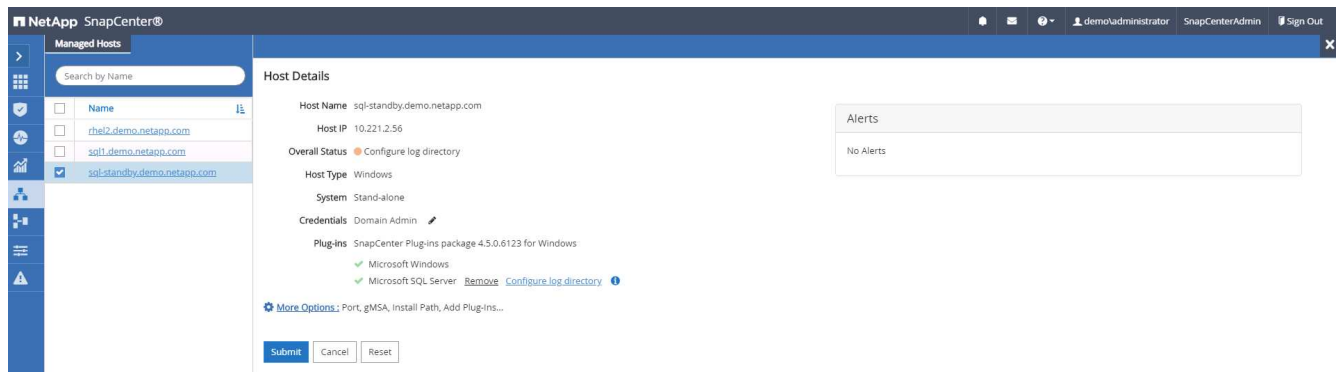 NetApp SnapCenter®
demo\administrator SnapCenterAdmin Sign Out
Managed Hosts
Search by Name
Name
rhel2.demo.netapp.com
sql1.demo.netapp.com
sql-standby.demo.netapp.com
Host Details
Host Name sql-standby.demo.netapp.com
Host IP 10.221.2.56
Overall Status Configure log directory
Host Type Windows
System Stand-alone
Credentials Domain Admin
Plug-ins SnapCenter Plug-ins package 4.5.0.6123 for Windows
Microsoft Windows
Microsoft SQL Server Remove Configure log directory
More Options : Port, gMSA, Install Path, Add Plug-Ins...
Submit Cancel Reset
Alerts
No Alerts